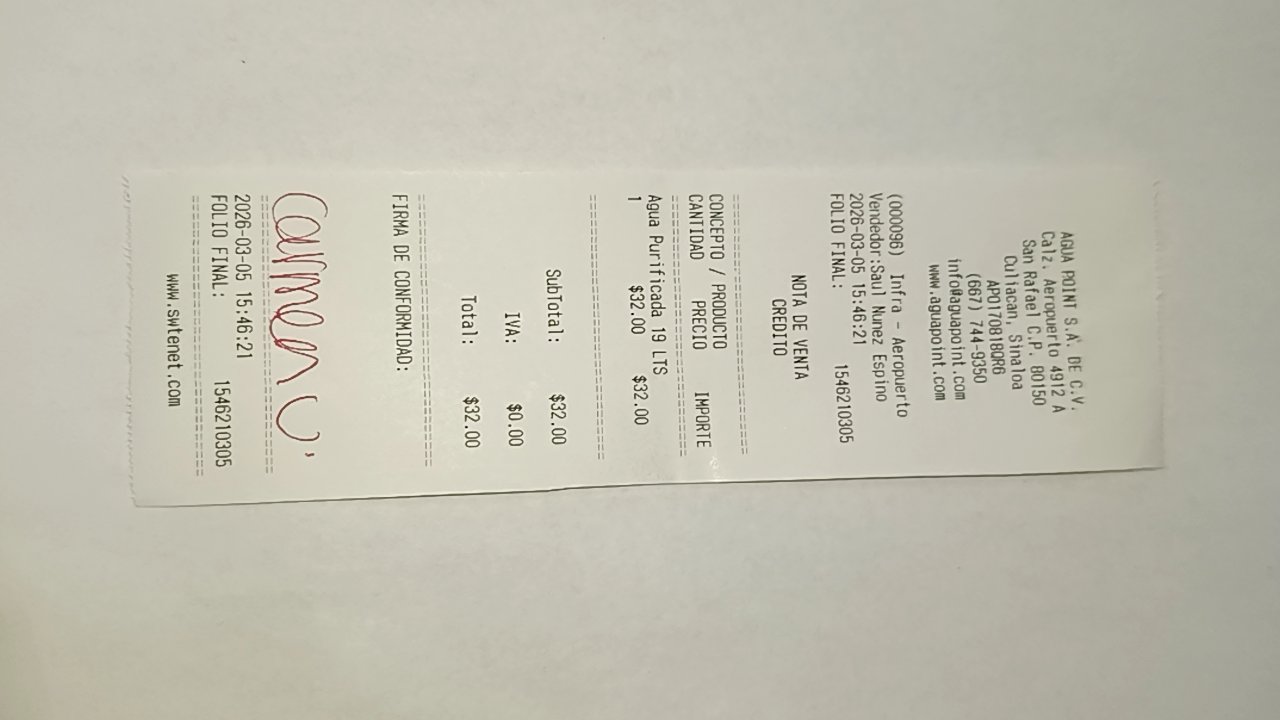 AGUA POINT S.A. DE C.V.
Calz. Aeropuerto 4912 A
San Rafael C.P. 80150
Culiacan, Sinaloa
APO170818QR6
(667) 744-9350
info@aguapoint.com
www.aguapoint.com
(000096) Infra - Aeropuerto
Vendedor:Saul Nunez Espino
2026-03-05 15:46:21
FOLIO FINAL: 1546210305
NOTA DE VENTA
CREDITO
CONCEPTO / PRODUCTO
CANTIDAD PRECIO IMPORTE
Agua Purificada 19 LTS
1 $32.00 $32.00
SubTotal: $32.00
IVA: $0.00
Total: $32.00
FIRMA DE CONFORMIDAD:
Carmen U,
2026-03-05 15:46:21
FOLIO FINAL: 1546210305
www.swtenet.com